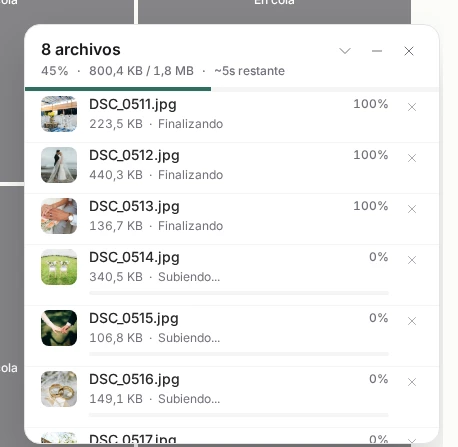 cola
En cola
8 archivos
45% · 800,4 KB / 1,8 MB · ~5s restante
DSC_0511.jpg 100%
223,5 KB · Finalizando
DSC_0512.jpg 100%
440,3 KB · Finalizando
DSC_0513.jpg 100%
136,7 KB · Finalizando
DSC_0514.jpg 0%
340,5 KB · Subiendo...
DSC_0515.jpg 0%
106,8 KB · Subiendo...
cola
DSC_0516.jpg 0%
149,1 KB · Subiendo...
DSC_0517.jpg 0%